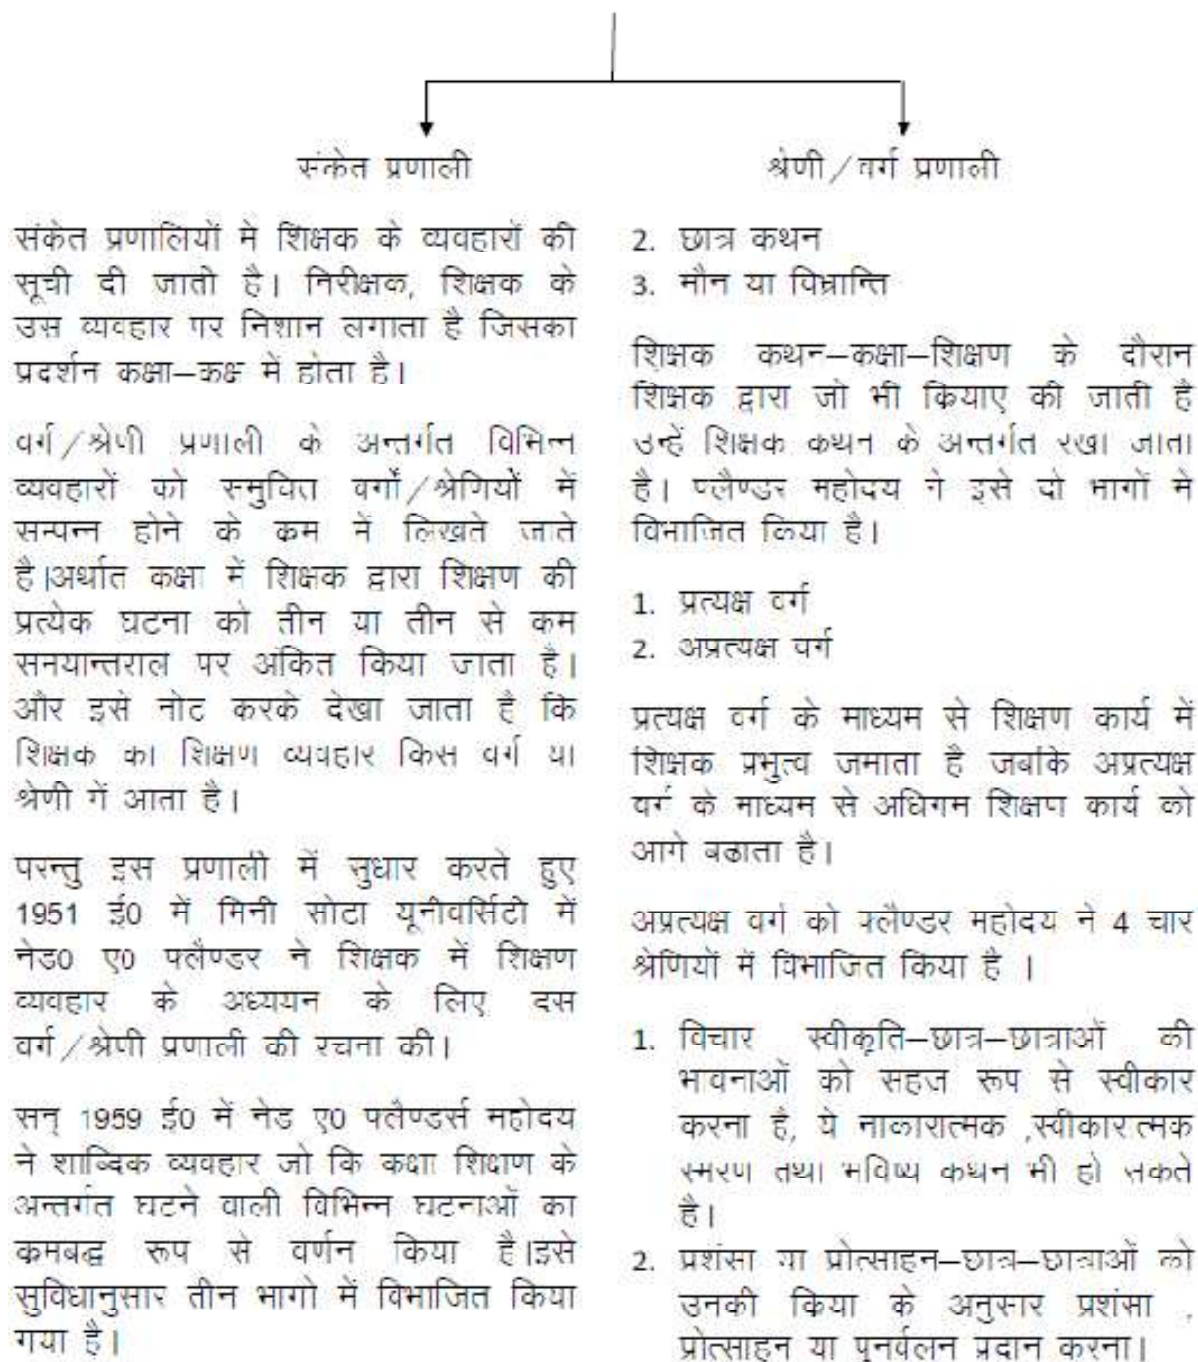 संकेत प्रणाली
श्रेणी/वर्ग प्रणाली
संकेत प्रणालियों में शिक्षक के व्यवहारों की
सूची दी जाती है। निरीक्षक, शिक्षक के
उस व्यवहार पर निशान लगाता है जिसका
प्रदर्शन कक्षा–कक्ष में होता है।
वर्ग/श्रेणी प्रणाली के अन्तर्गत विभिन्न
व्यवहारों को समुचित वर्गों/श्रेणियों में
सम्पन्न होने के कम में लिखते जाते
है।अर्थात कक्षा में शिक्षक द्वारा शिक्षण की
प्रत्येक घटना को तीन या तीन से कम
समयान्तराल पर अंकित किया जाता है।
और इसे नोट करके देखा जाता है कि
शिक्षक का शिक्षण व्यवहार किस वर्ग या
श्रेणी में आता है।
परन्तु इस प्रणाली में सुधार करते हुए
1951 ई0 में मिनी सोटा यूनीवर्सिटी में
नेड0 ए0 फ्लैण्डर ने शिक्षक में शिक्षण
व्यवहार के अध्ययन के लिए दस
वर्ग/श्रेणी प्रणाली की रचना की।
सन् 1959 ई0 में नेड ए0 फ्लैण्डर्स महोदय
ने शाब्दिक व्यवहार जो कि कक्षा शिक्षण के
अन्तर्गत घटने वाली विभिन्न घटनाओं का
कमबद्ध रूप से वर्णन किया है।इसे
सुविधानुसार तीन भागो में विभाजित किया
गया है।
2. छात्र कथन
3. मौन या विभ्रान्ति
शिक्षक कथन–कक्षा–शिक्षण के दौरान
शिक्षक द्वारा जो भी कियाए की जाती है
उन्हें शिक्षक कथन के अन्तर्गत रखा जाता
है। फ्लैण्डर महोदय ने इसे दो भागों में
विभाजित किया है।
1. प्रत्यक्ष वर्ग
2. अप्रत्यक्ष वर्ग
प्रत्यक्ष वर्ग के माध्यम से शिक्षण कार्य में
शिक्षक प्रभुत्व जमाता है जबकि अप्रत्यक्ष
वर्ग के माध्यम से अधिगम शिक्षण कार्य को
आगे बढाता है।
अप्रत्यक्ष वर्ग को फ्लैण्डर महोदय ने 4 चार
श्रेणियों में विभाजित किया है ।
1. विचार स्वीकृति–छात्र–छात्राओं की
भावनाओं को सहज रूप से स्वीकार
करना है, ये नाकारात्मक ,स्वीकारात्मक
स्मरण तथा भविष्य कथन भी हो सकते
है।
2. प्रशंसा या प्रोत्साहन–छात्र–छात्राओं को
उनकी किया के अनुसार प्रशंसा ,
प्रोत्साहन या पुनर्वलन प्रदान करना।